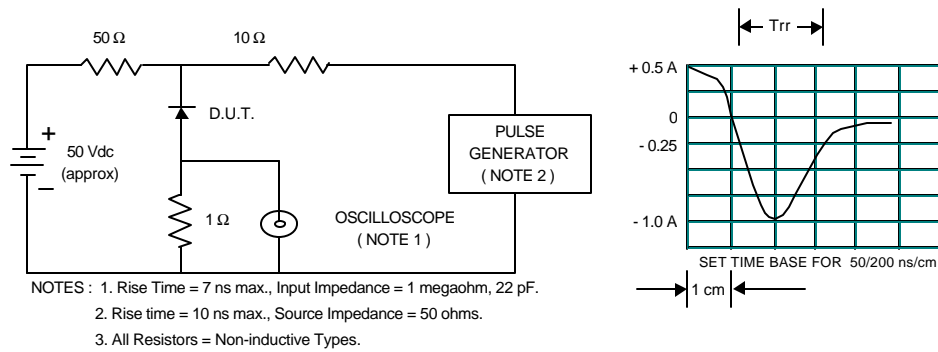 50 Ω
10 Ω
D.U.T.
+
50 Vdc
(approx)
−
1 Ω
OSCILLOSCOPE
( NOTE 1 )
PULSE
GENERATOR
( NOTE 2 )
NOTES : 1. Rise Time = 7 ns max., Input Impedance = 1 megaohm, 22 pF.
2. Rise time = 10 ns max., Source Impedance = 50 ohms.
3. All Resistors = Non-inductive Types.
Trr
+ 0.5 A
0
- 0.25
- 1.0 A
SET TIME BASE FOR 50/200 ns/cm
1 cm